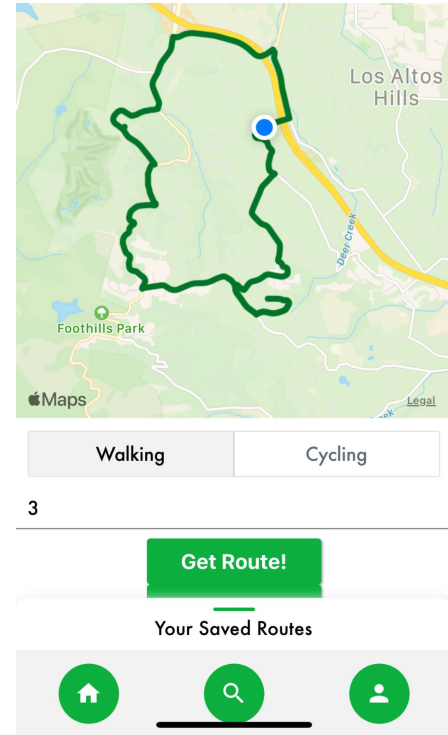 Los Altos
Hills
Deer Creek
Foothills Park
Maps
Legal
Walking
Cycling
3
Get Route!
Your Saved Routes